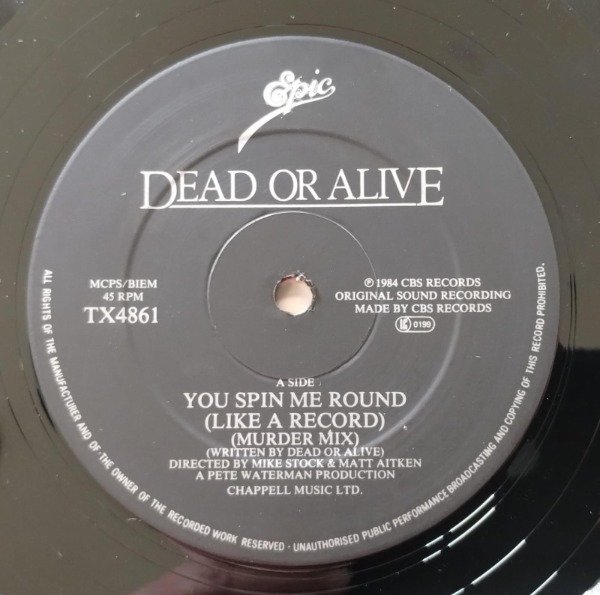 Epic
DEAD OR ALIVE
MCPS/BIEM
45 RPM
TX4861
℗ 1984 CBS RECORDS
ORIGINAL SOUND RECORDING
MADE BY CBS RECORDS
LC 0199
A SIDE
YOU SPIN ME ROUND
(LIKE A RECORD)
(MURDER MIX)
(WRITTEN BY DEAD OR ALIVE)
DIRECTED BY MIKE STOCK & MATT AITKEN
A PETE WATERMAN PRODUCTION
CHAPPELL MUSIC LTD.
ALL RIGHTS OF THE MANUFACTURER AND OF THE OWNER OF THE RECORDED WORK RESERVED · UNAUTHORISED PUBLIC PERFORMANCE BROADCASTING AND COPYING OF THIS RECORD PROHIBITED.